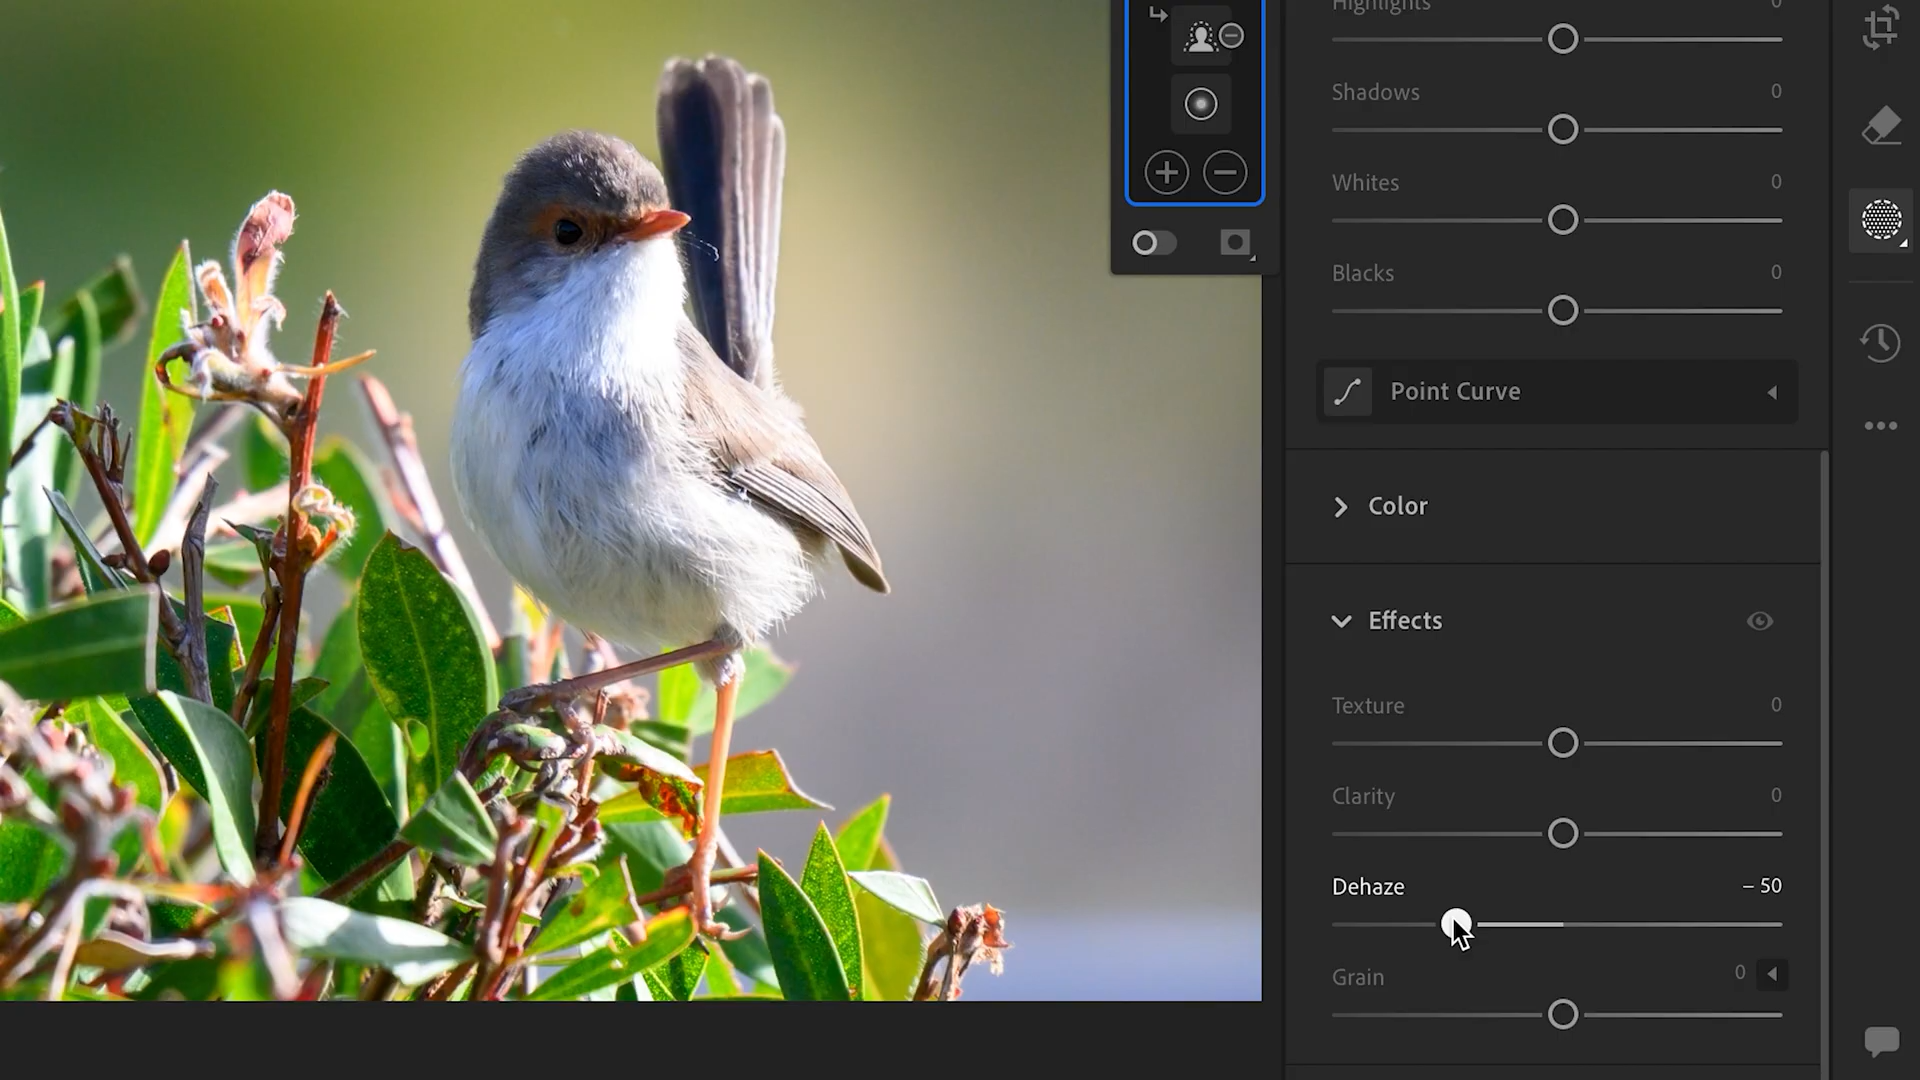 Highlights 0
Shadows 0
Whites 0
Blacks 0
Point Curve
Color
Effects
Texture 0
Clarity 0
Dehaze – 50
Grain 0